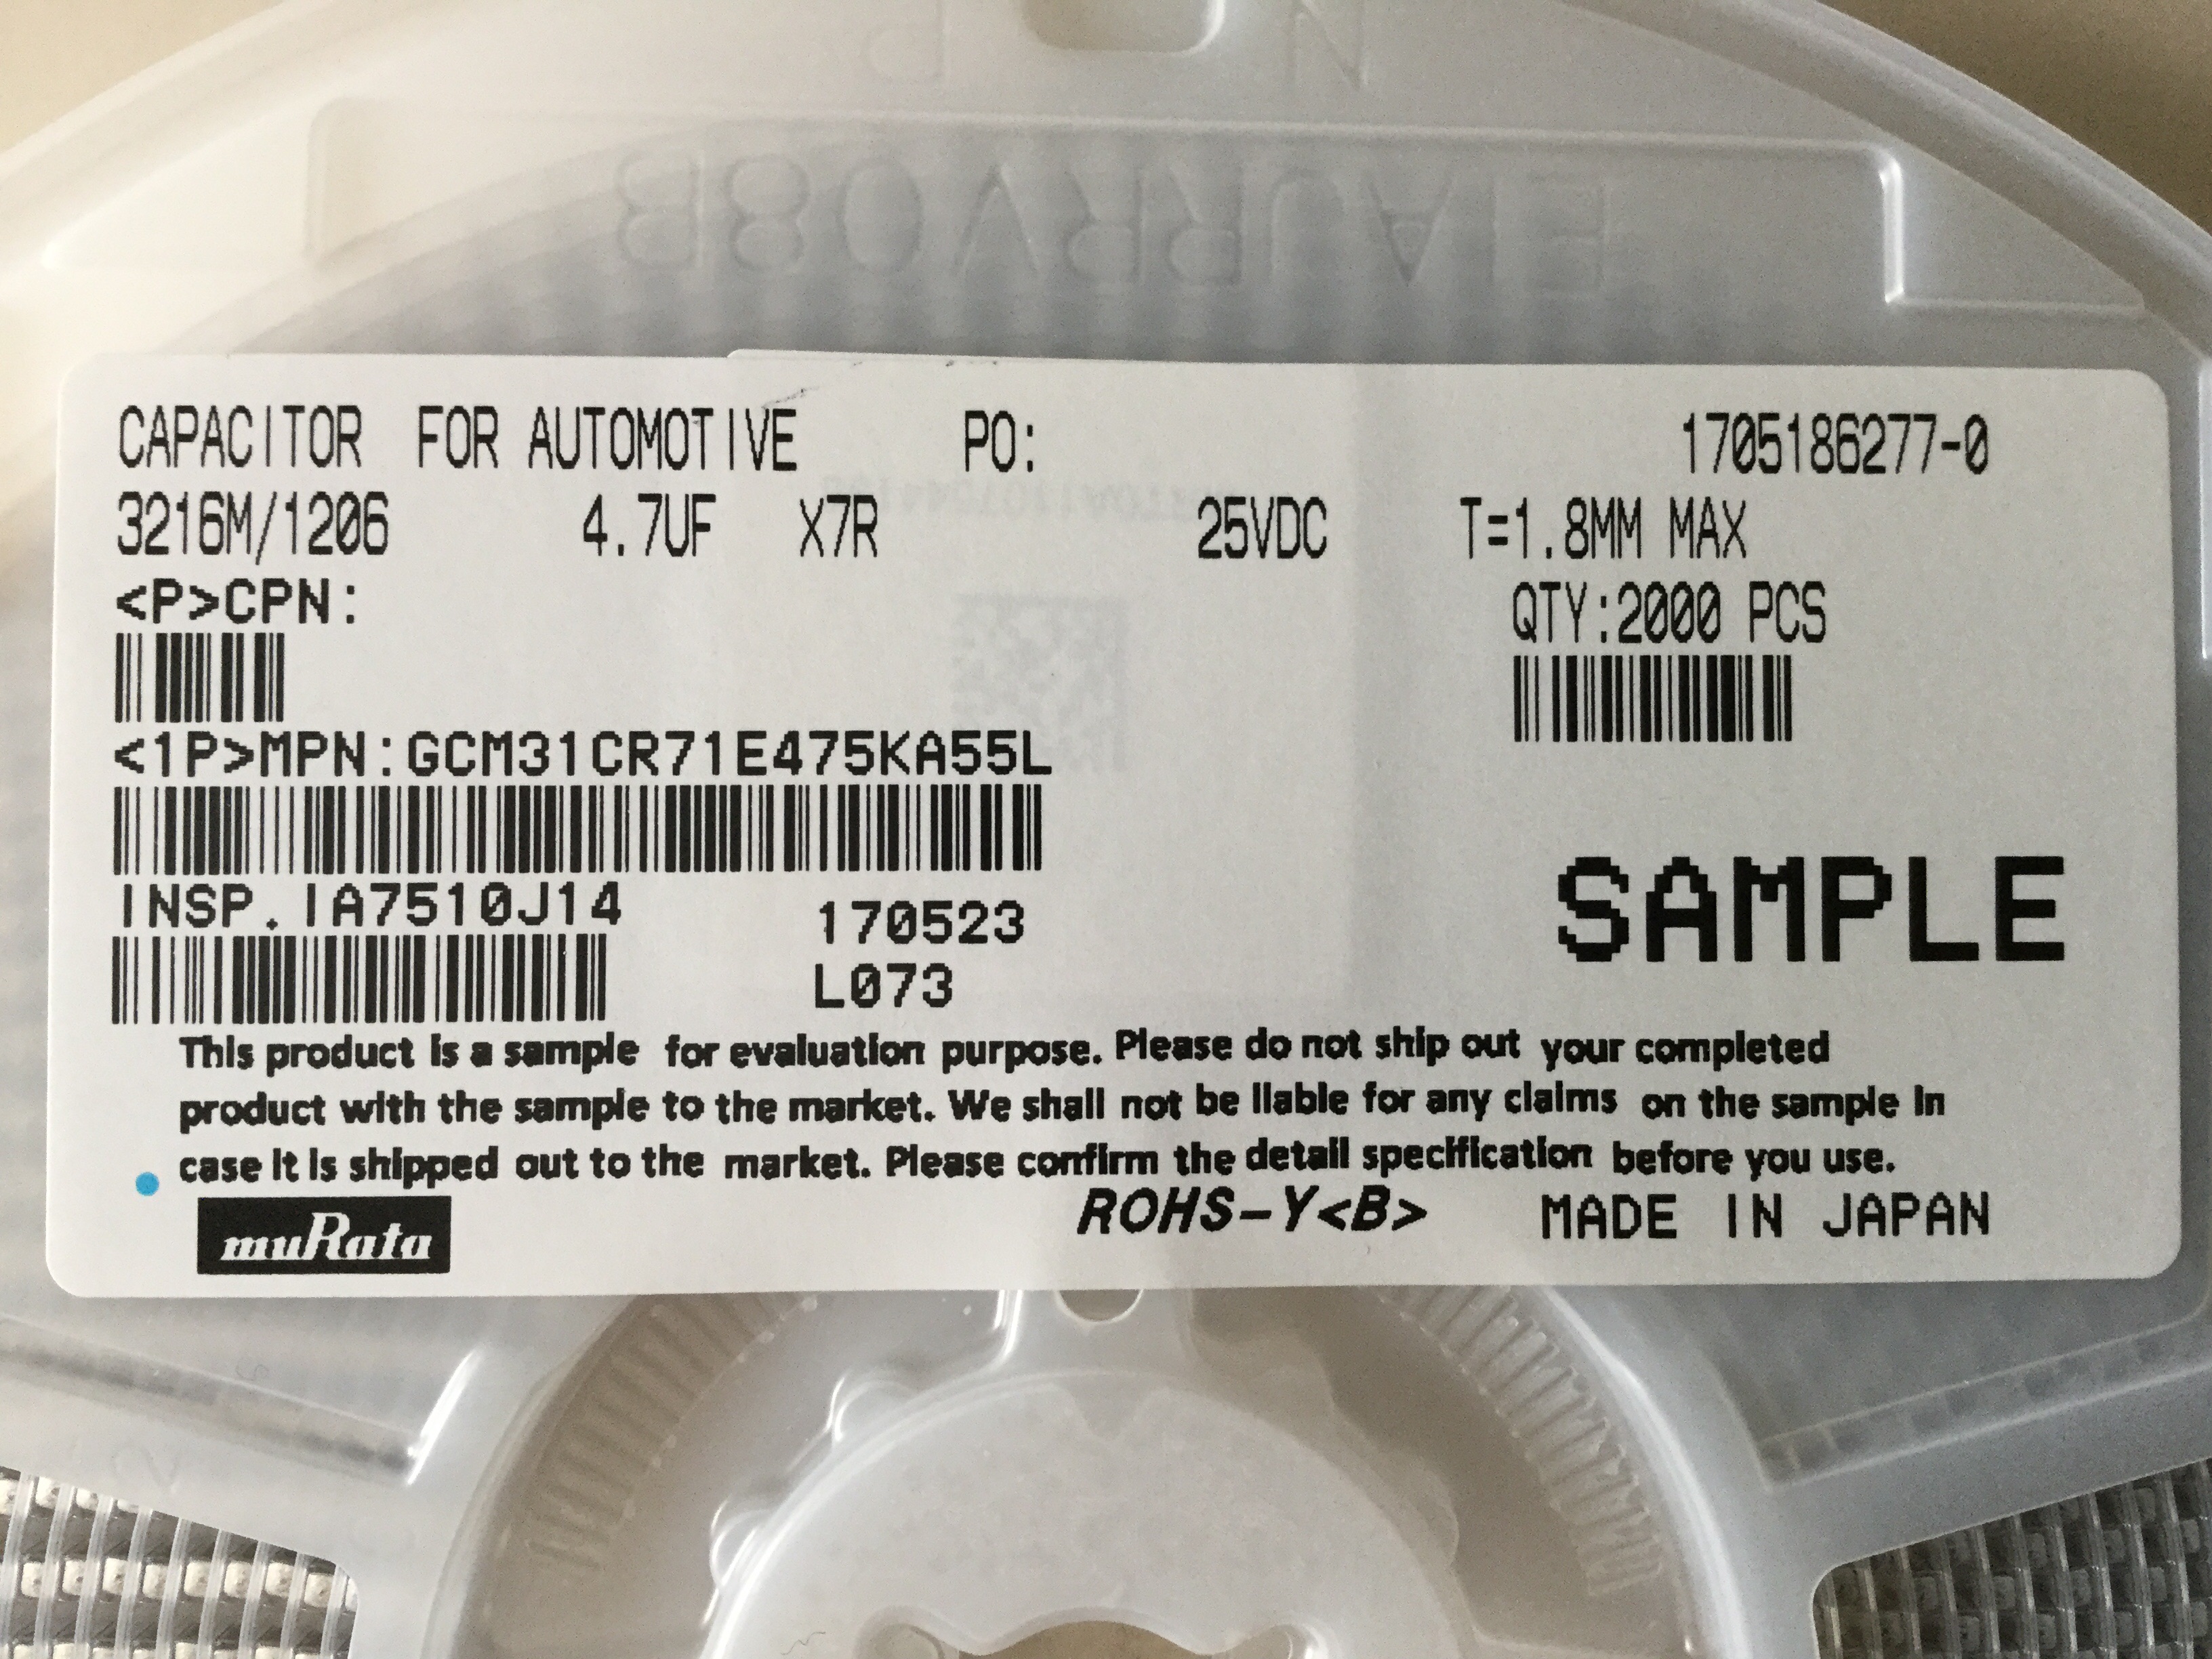 P N
EIAJRRV08B
CAPACITOR FOR AUTOMOTIVE PO: 1705186277-0
3216M/1206 4.7UF X7R 25VDC T=1.8MM MAX
<P>CPN: QTY:2000 PCS
<1P>MPN:GCM31CR71E475KA55L
INSP.IA7510J14 170523
L073
SAMPLE
This product is a sample for evaluation purpose. Please do not ship out your completed
product with the sample to the market. We shall not be liable for any claims on the sample in
case it is shipped out to the market. Please confirm the detail specification before you use.
muRata ROHS-Y<B> MADE IN JAPAN